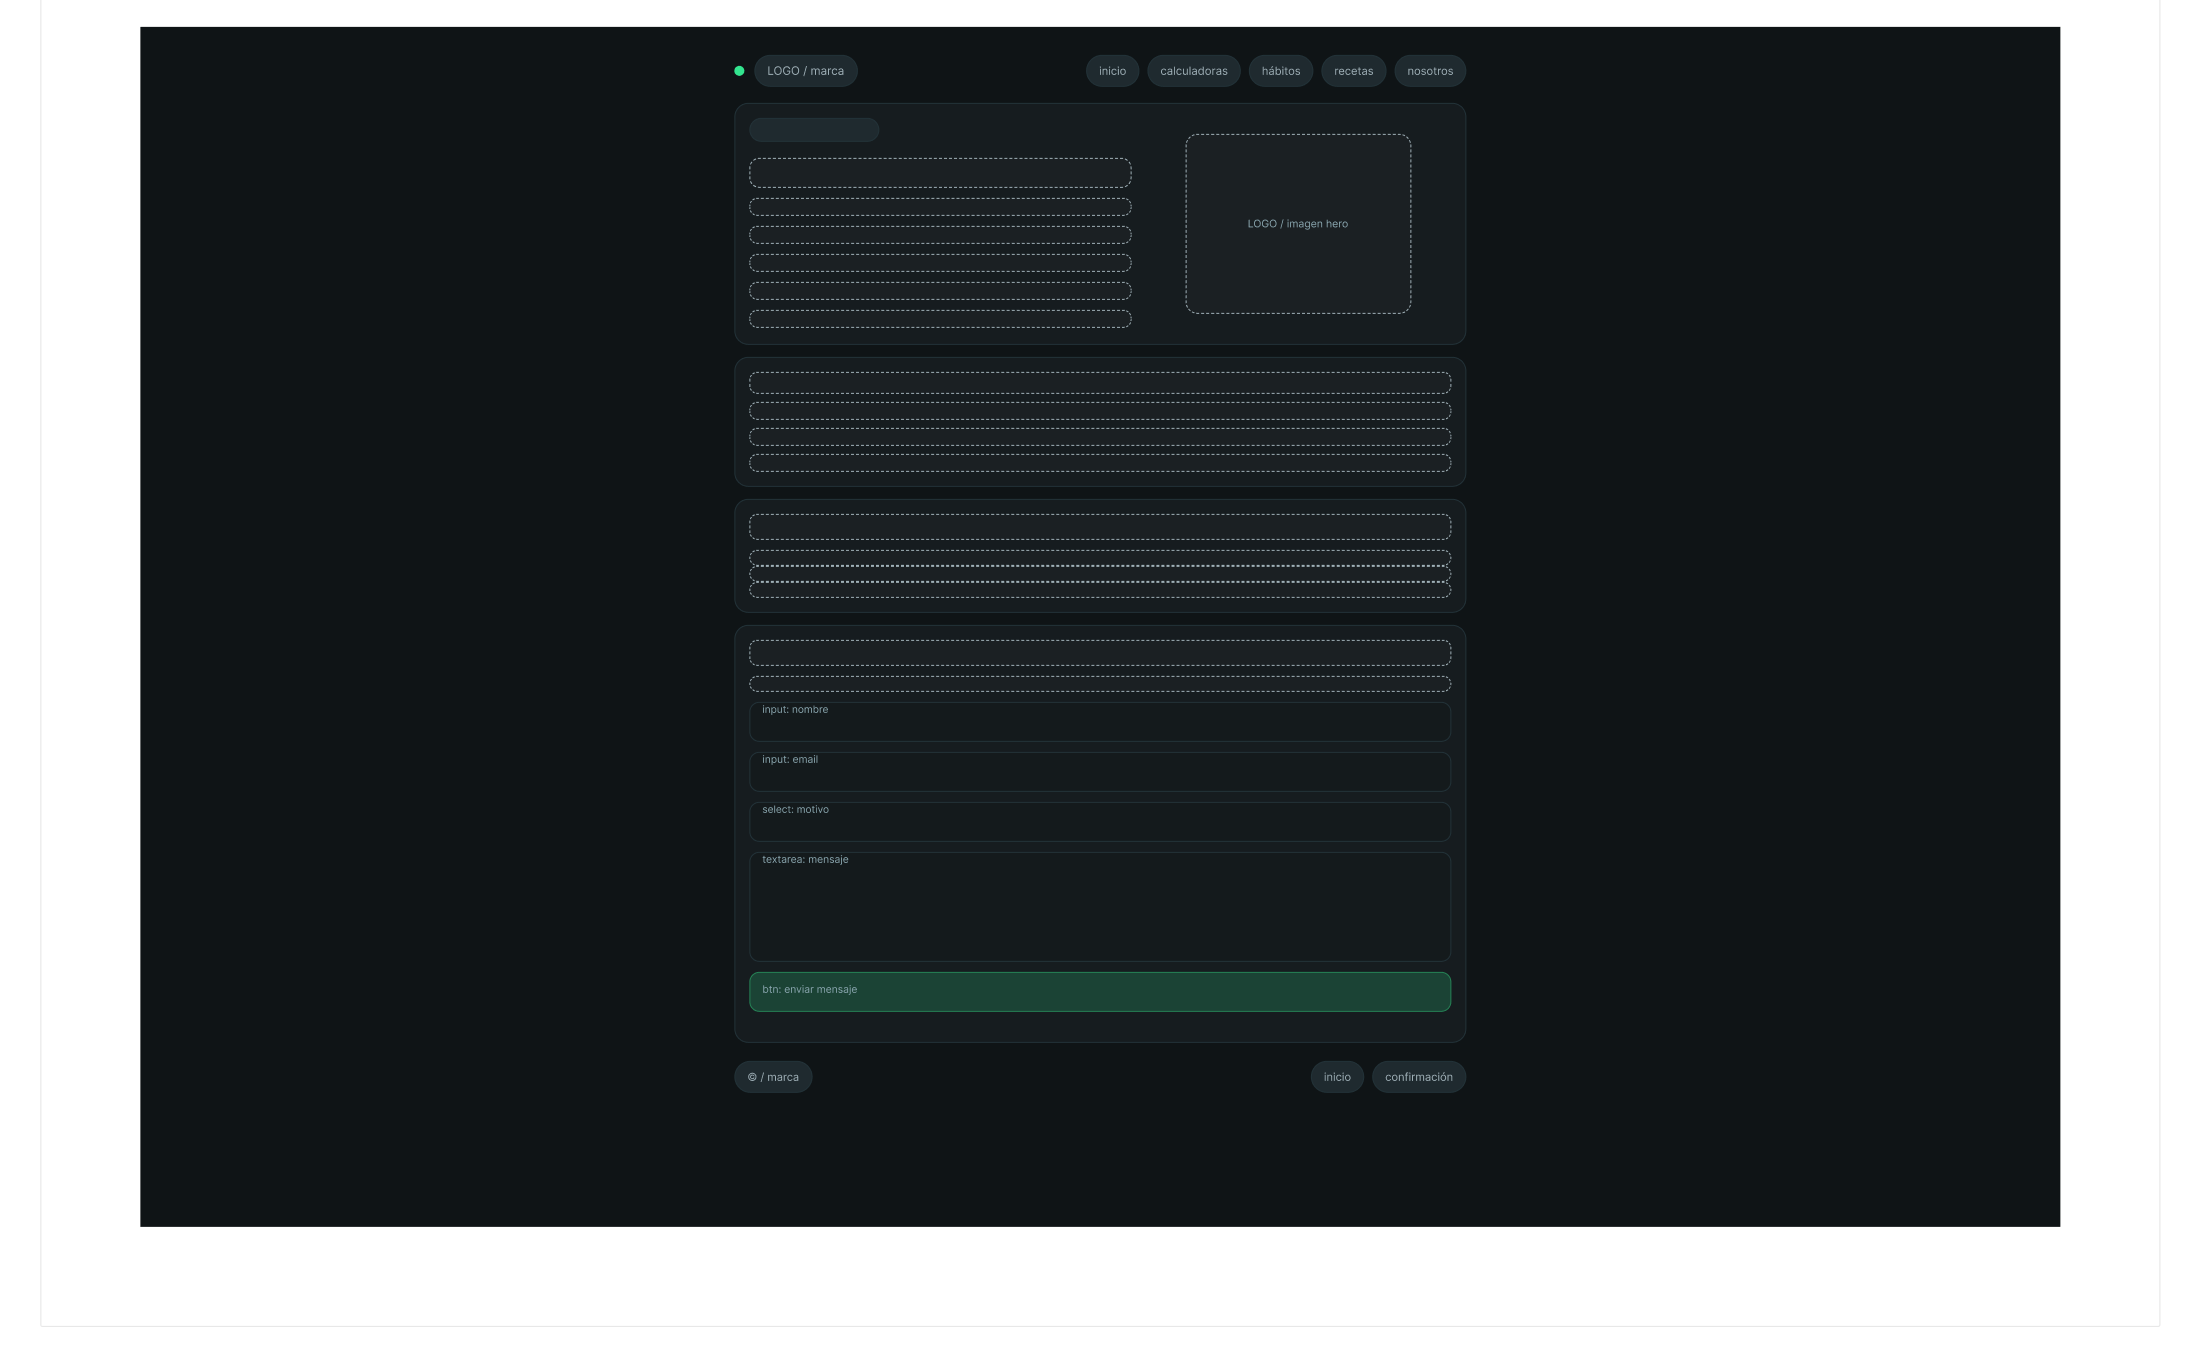 LOGO / marca
inicio
calculadoras
hábitos
recetas
nosotros
LOGO / imagen hero
input: nombre
input: email
select: motivo
textarea: mensaje
btn: enviar mensaje
© / marca
inicio
confirmación